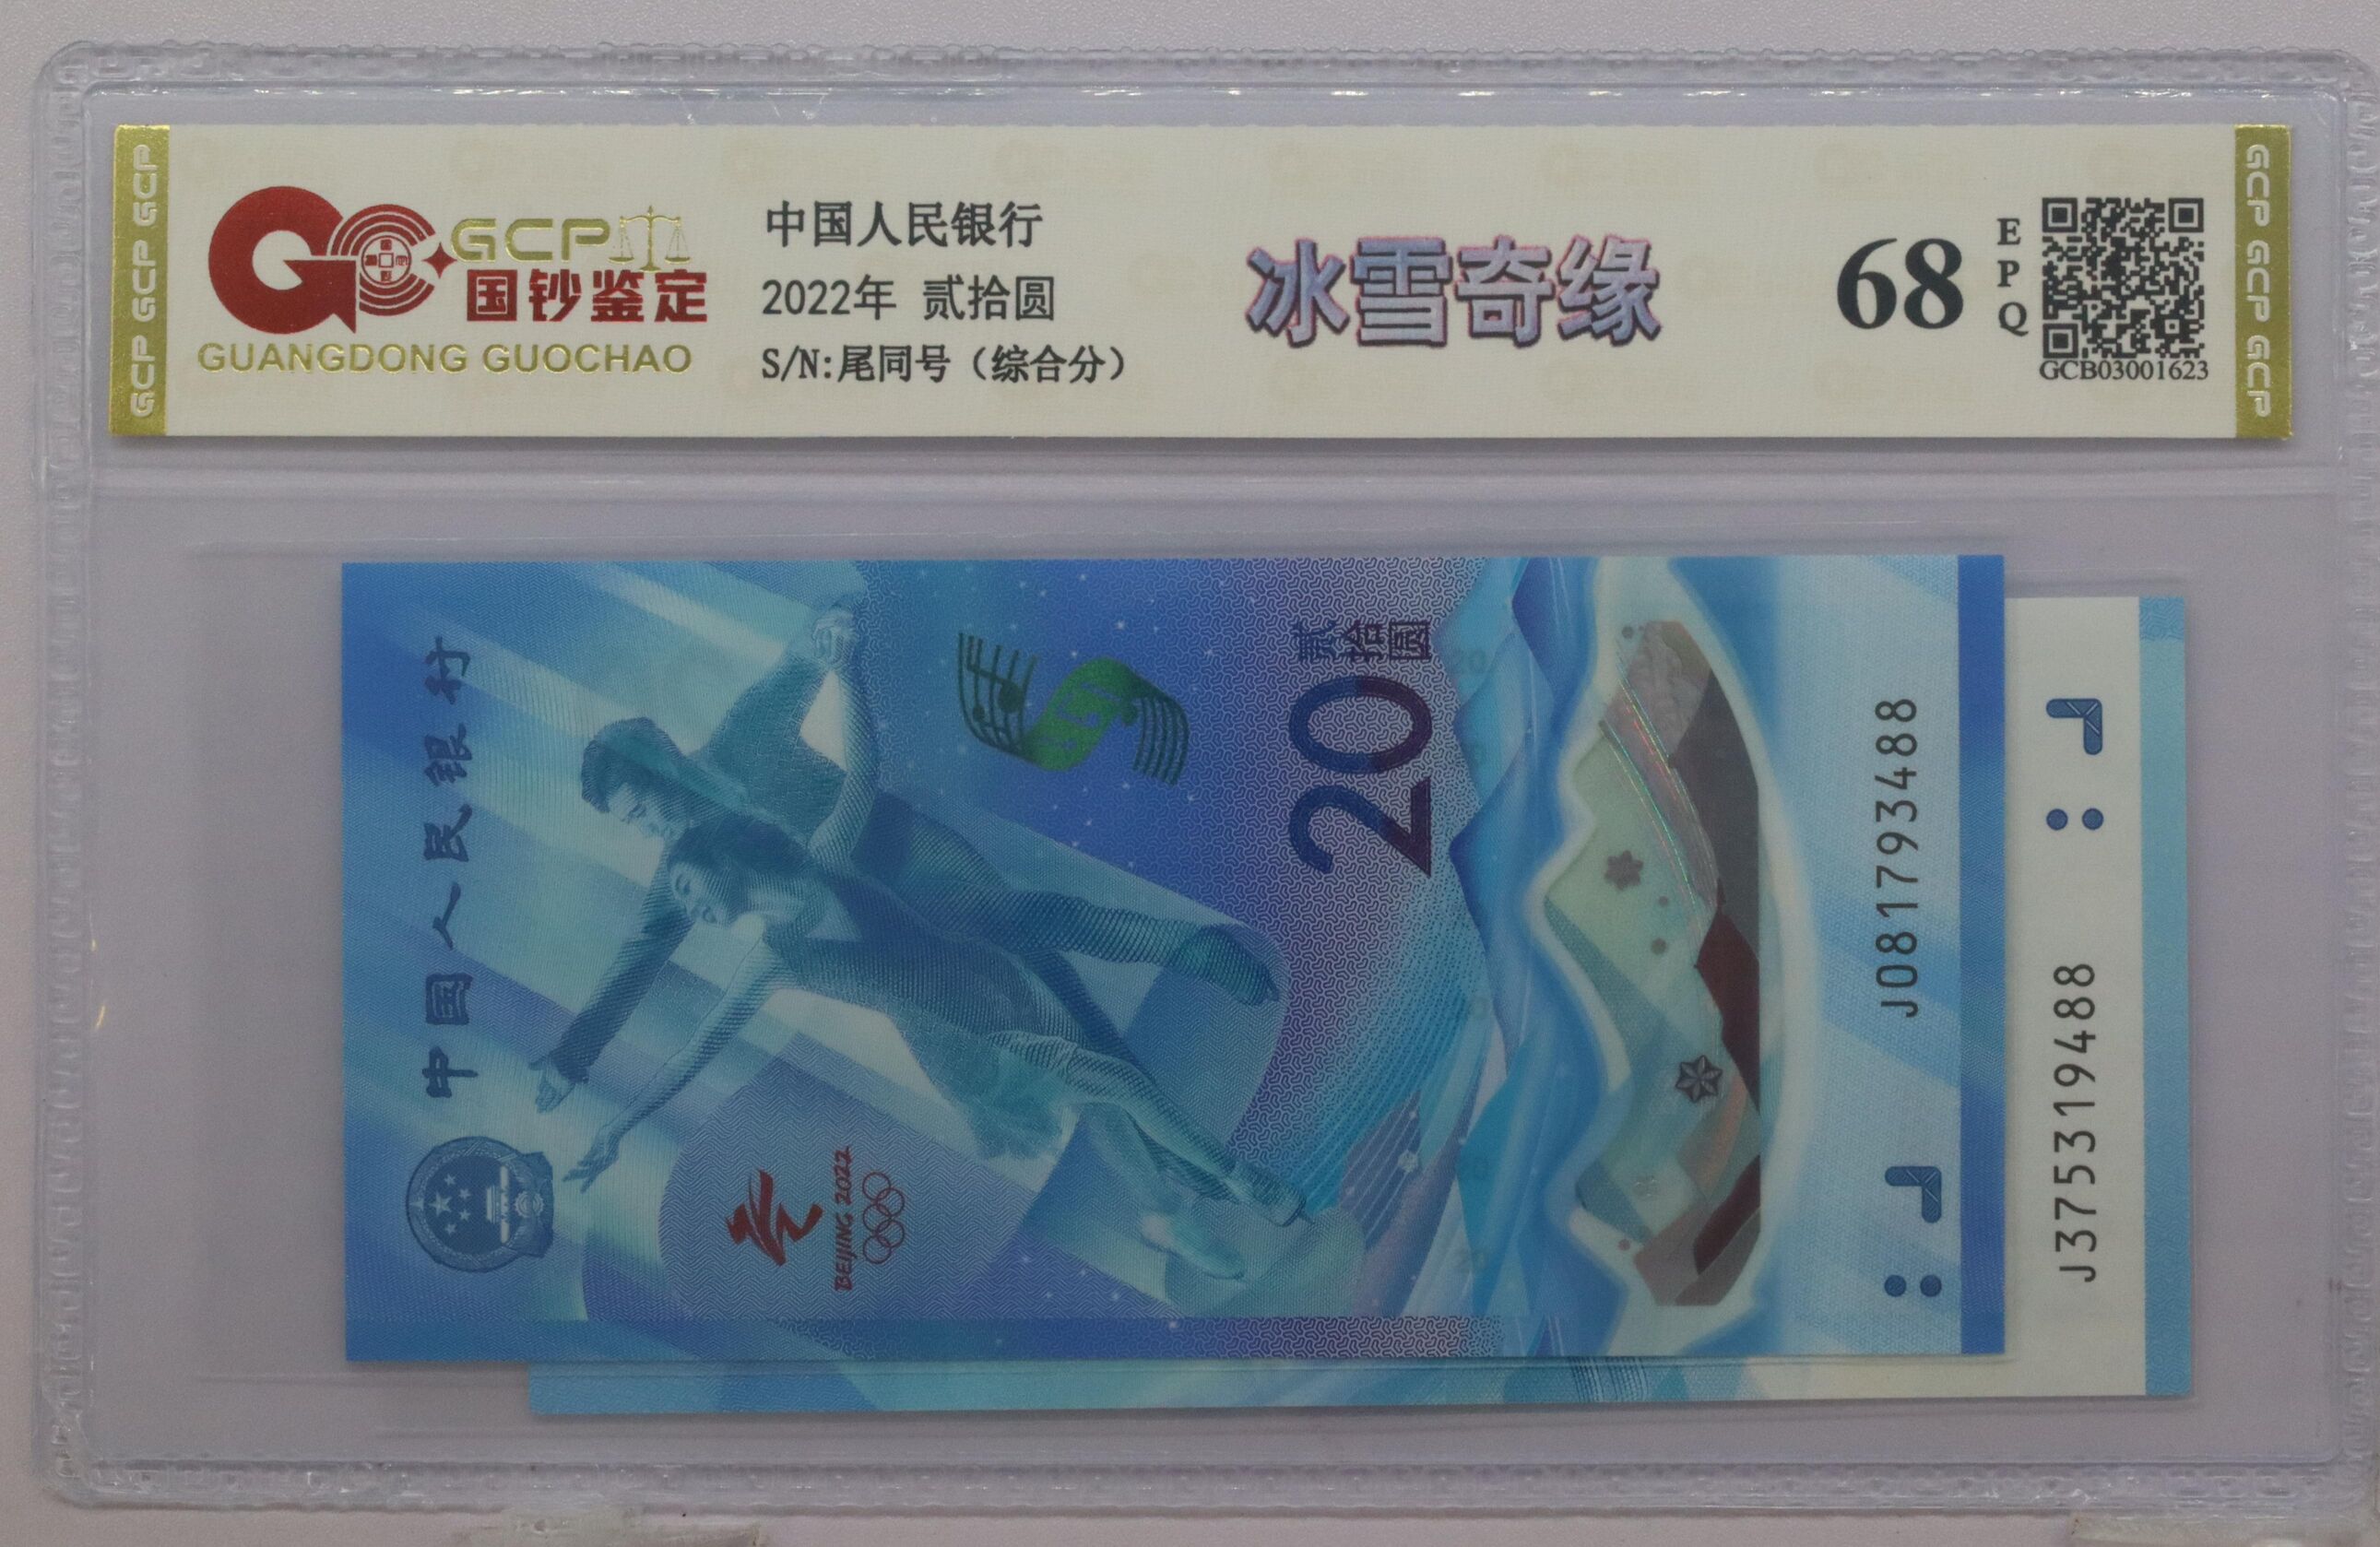 GCP GCP GCP
GCP
国钞鉴定
GUANGDONG GUOCHAO
中国人民银行
2022年 贰拾圆
S/N:尾同号（综合分）
冰雪奇缘
68
EPQ
GCB03001623
GCP GCP GCP
中国人民银行
BEIJING 2022
20
贰拾圆
J081793488
J375319488